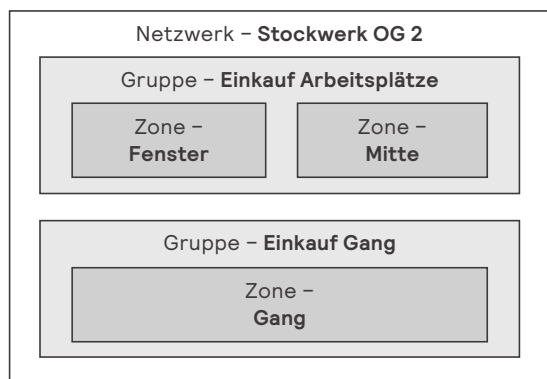 Netzwerk – Stockwerk OG 2
Gruppe – Einkauf Arbeitsplätze
Zone –
Fenster
Zone –
Mitte
Gruppe – Einkauf Gang
Zone –
Gang